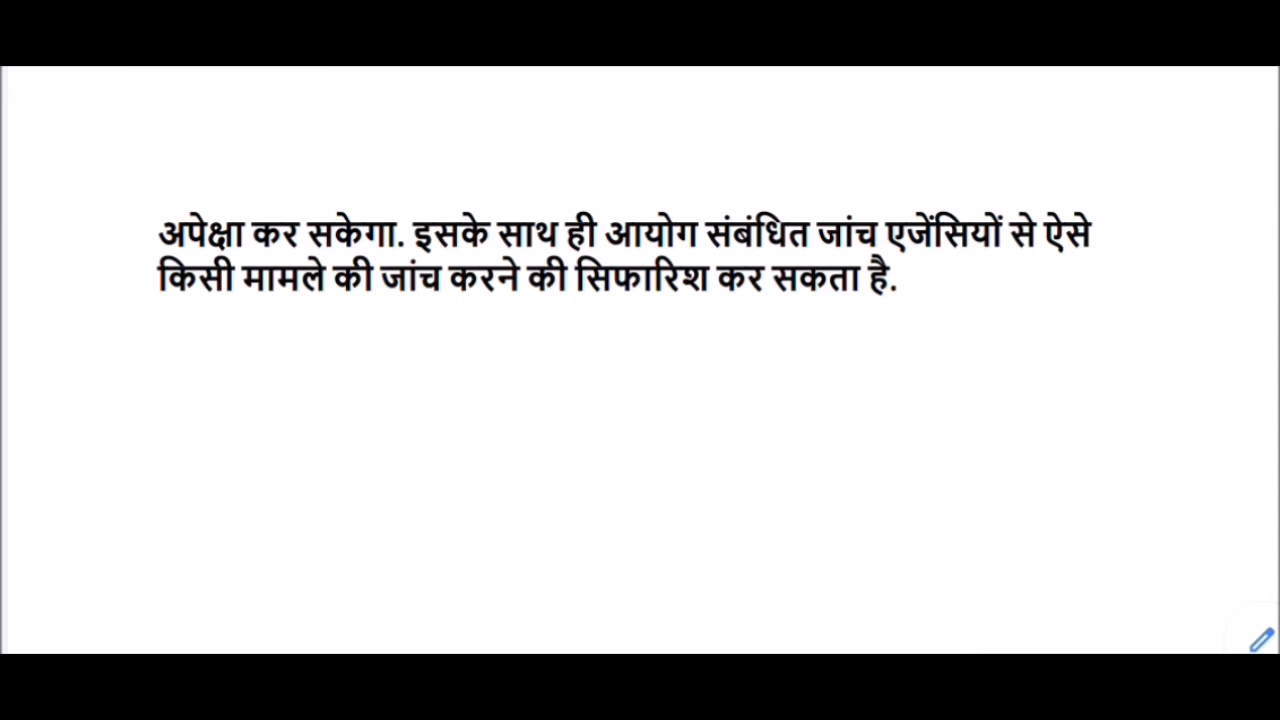 अपेक्षा कर सकेगा. इसके साथ ही आयोग संबंधित जांच एजेंसियों से ऐसे
किसी मामले की जांच करने की सिफारिश कर सकता है.